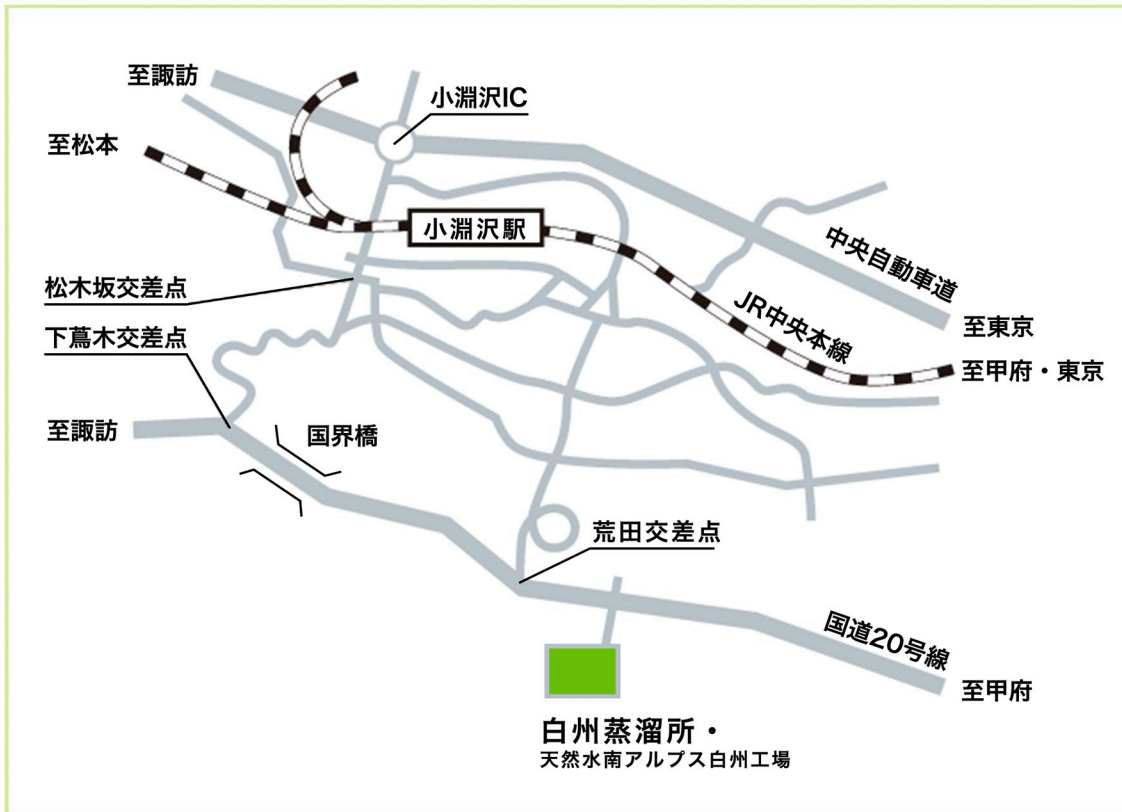 至諏訪
小淵沢IC
至松本
小淵沢駅
中央自動車道
松木坂交差点
JR中央本線
至東京
下蔦木交差点
至甲府・東京
至諏訪
国界橋
荒田交差点
国道20号線
至甲府
白州蒸溜所・
天然水南アルプス白州工場